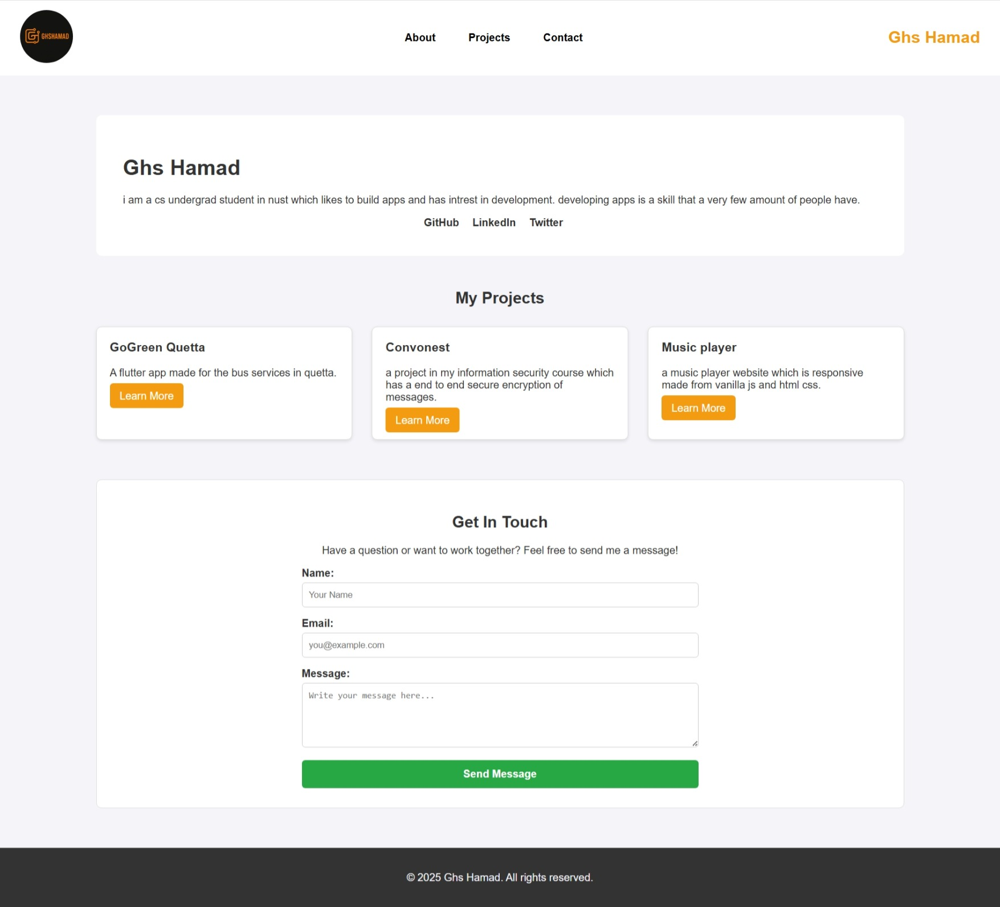 GHSHAMAD
About Projects Contact
Ghs Hamad
Ghs Hamad
i am a cs undergrad student in nust which likes to build apps and has intrest in development. developing apps is a skill that a very few amount of people have.
GitHub LinkedIn Twitter
My Projects
GoGreen Quetta
A flutter app made for the bus services in quetta.
Learn More
Convonest
a project in my information security course which
has a end to end secure encryption of
messages.
Learn More
Music player
a music player website which is responsive
made from vanilla js and html css.
Learn More
Get In Touch
Have a question or want to work together? Feel free to send me a message!
Name:
Your Name
Email:
you@example.com
Message:
Write your message here...
Send Message
© 2025 Ghs Hamad. All rights reserved.